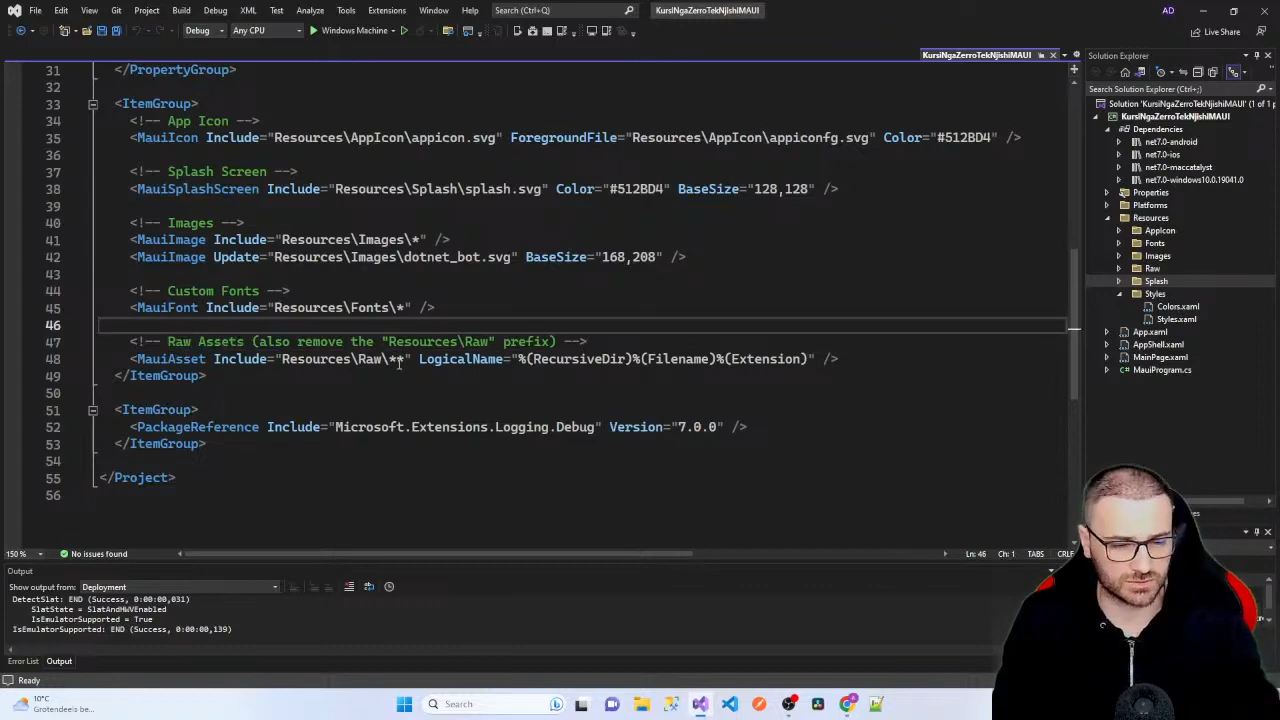 File Edit View Git Project Build Debug XML Test Analyze Tools Extensions Window Help Search (Ctrl+Q) KursiNgaZerroTekNjishiMAUI AD
Debug Any CPU Windows Machine Live Share
KursiNgaZerroTekNjishiMAUI
Solution Explorer
Search Solution Explorer (Ctrl+;)
Solution 'KursiNgaZerroTekNjishiMAUI' (1 of 1 p
KursiNgaZerroTekNjishiMAUI
Dependencies
net7.0-android
net7.0-ios
net7.0-maccatalyst
net7.0-windows10.0.19041.0
Properties
Platforms
Resources
AppIcon
Fonts
Images
Raw
Splash
Styles
Colors.xaml
Styles.xaml
App.xaml
AppShell.xaml
MainPage.xaml
MauiProgram.cs
31 </PropertyGroup>
32
33 <ItemGroup>
34 <!-- App Icon -->
35 <MauiIcon Include="Resources\AppIcon\appicon.svg" ForegroundFile="Resources\AppIcon\appiconfg.svg" Color="#512BD4" />
36
37 <!-- Splash Screen -->
38 <MauiSplashScreen Include="Resources\Splash\splash.svg" Color="#512BD4" BaseSize="128,128" />
39
40 <!-- Images -->
41 <MauiImage Include="Resources\Images\*" />
42 <MauiImage Update="Resources\Images\dotnet_bot.svg" BaseSize="168,208" />
43
44 <!-- Custom Fonts -->
45 <MauiFont Include="Resources\Fonts\*" />
46
47 <!-- Raw Assets (also remove the "Resources\Raw" prefix) -->
48 <MauiAsset Include="Resources\Raw\**" LogicalName="%(RecursiveDir)%(Filename)%(Extension)" />
49 </ItemGroup>
50
51 <ItemGroup>
52 <PackageReference Include="Microsoft.Extensions.Logging.Debug" Version="7.0.0" />
53 </ItemGroup>
54
55 </Project>
56
150 % No issues found Ln: 46 Ch: 1 TABS CRLF
Output
Show output from: Deployment
DetectSlat: END (Success, 0:00:00,031)
SlatState = SlatAndHWVEnabled
IsEmulatorSupported = True
IsEmulatorSupported: END (Success, 0:00:00,139)
Error List Output
Ready
10°C
Grotendeels be...
Search